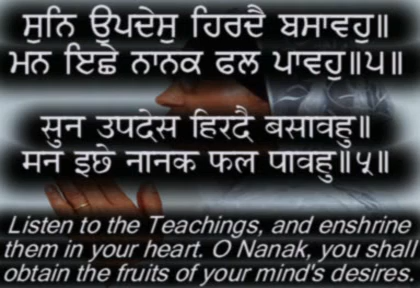 ਸੁਨਿ ਉਪਦੇਸੁ ਹਿਰਦੈ ਬਸਾਵਹੁ॥
ਮਨ ਇਛੇ ਨਾਨਕ ਫਲ ਪਾਵਹੁ॥੫॥
सुन उपदेस हिरदै बसावहु॥
मन इछे नानक फल पावहु॥५॥
Listen to the Teachings, and enshrine
them in your heart. O Nanak, you shall
obtain the fruits of your mind's desires.